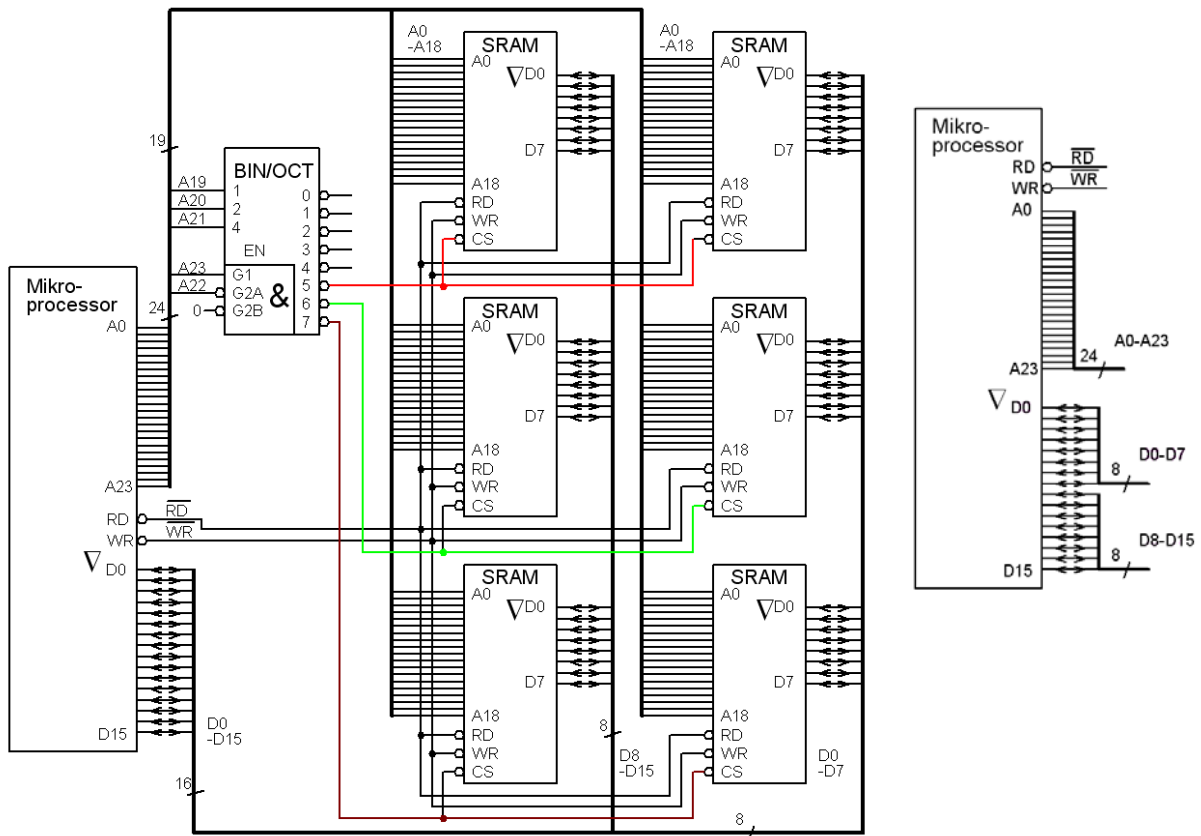 19
24
Mikro-
processor
A0
A23
RD
WR
RD
WR
D0
D15
D0
-D15
16
A19
A20
A21
A23
A22
0
BIN/OCT
1
2
4
EN
G1
G2A
G2B
&
0
1
2
3
4
5
6
7
A0
-A18
SRAM
A0
∇D0
D7
A18
RD
WR
CS
A0
-A18
SRAM
A0
∇D0
D7
A18
RD
WR
CS
SRAM
A0
∇D0
D7
A18
RD
WR
CS
SRAM
A0
∇D0
D7
A18
RD
WR
CS
SRAM
A0
∇D0
D7
A18
RD
WR
CS
8
D8
-D15
SRAM
A0
∇D0
D7
A18
RD
WR
CS
D0
-D7
8
Mikro-
processor
RD
WR
RD
WR
A0
A23
24
A0-A23
∇ D0
D15
8
D0-D7
8
D8-D15